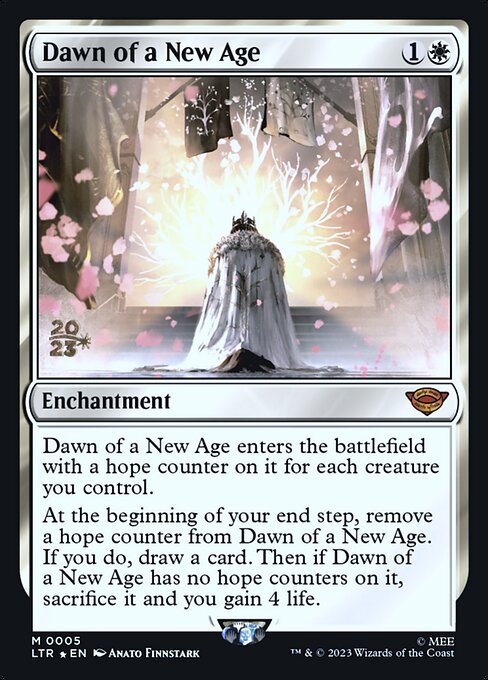 Dawn of a New Age 1
20
23
Enchantment
Dawn of a New Age enters the battlefield
with a hope counter on it for each creature
you control.
At the beginning of your end step, remove
a hope counter from Dawn of a New Age.
If you do, draw a card. Then if Dawn of
a New Age has no hope counters on it,
sacrifice it and you gain 4 life.
M 0005 © MEE
LTR ★ EN Anato Finnstark ™ & © 2023 Wizards of the Coast